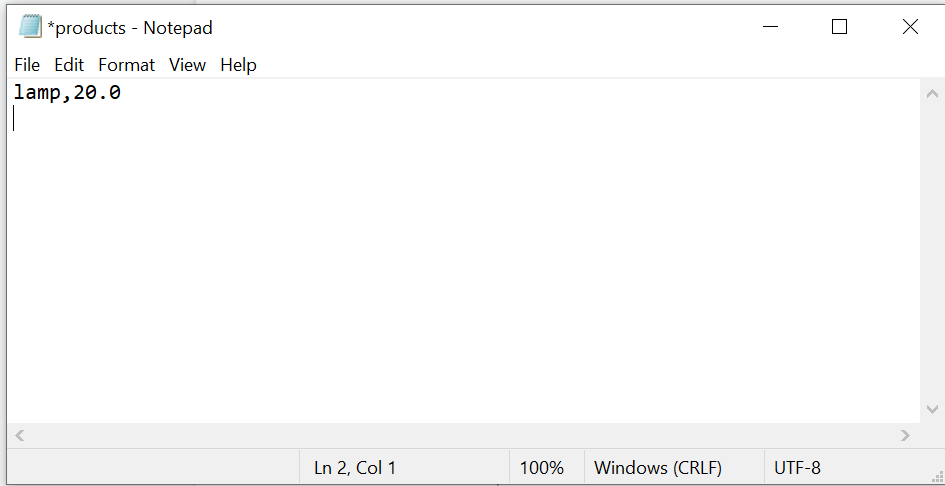 *products - Notepad
File Edit Format View Help
lamp,20.0
Ln 2, Col 1 100% Windows (CRLF) UTF-8